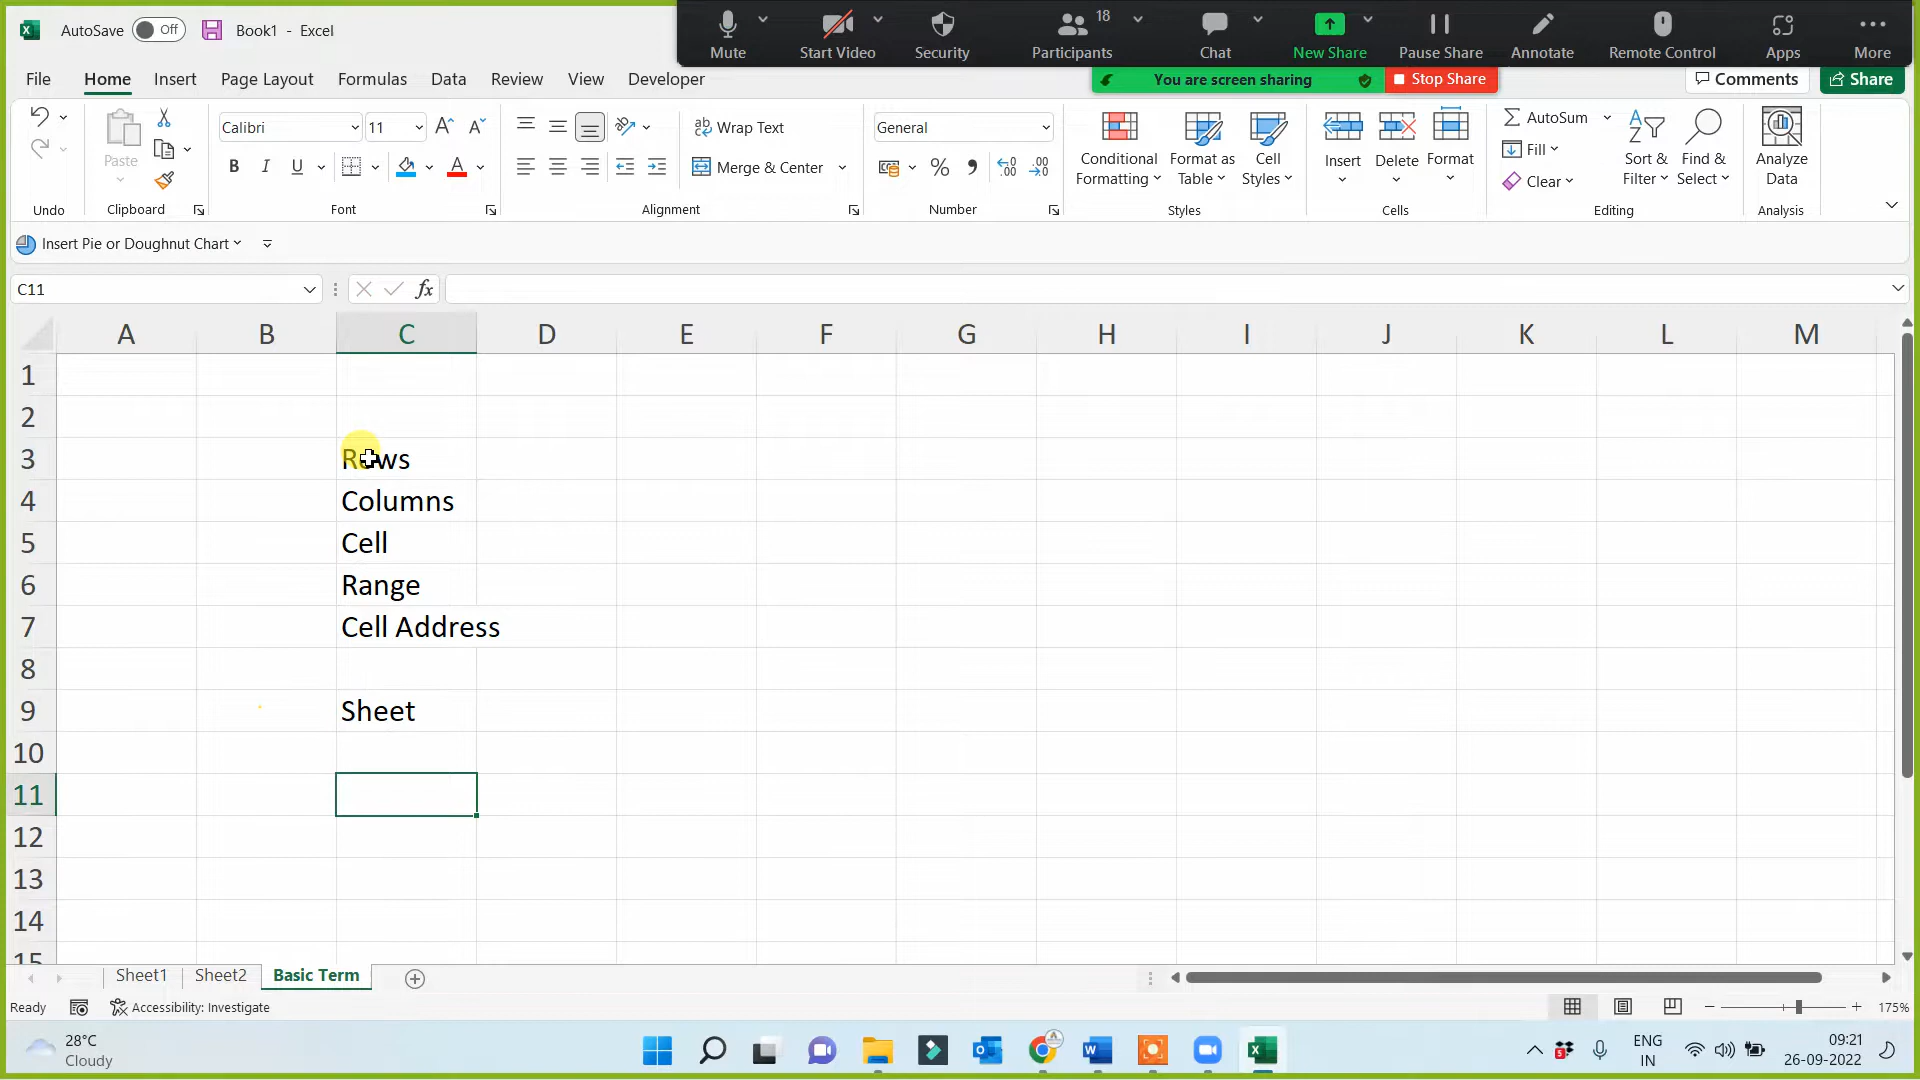 AutoSave Off Book1 - Excel
Mute Start Video Security Participants 18 Chat New Share Pause Share Annotate Remote Control Apps More
You are screen sharing Stop Share
File Home Insert Page Layout Formulas Data Review View Developer Comments Share
Calibri 11 Wrap Text General AutoSum
Paste Conditional Formatting Format as Table Cell Styles Insert Delete Format Fill Sort & Filter Find & Select Analyze Data
B I U Merge & Center % Clear
Undo Clipboard Font Alignment Number Styles Cells Editing Analysis
Insert Pie or Doughnut Chart
C11 fx
A B C D E F G H I J K L M
1
2
3 Rows
4 Columns
5 Cell
6 Range
7 Cell Address
8
9 Sheet
10
11
12
13
14
15
Sheet1 Sheet2 Basic Term
Ready Accessibility: Investigate 175%
28°C
Cloudy
ENG
IN
09:21
26-09-2022